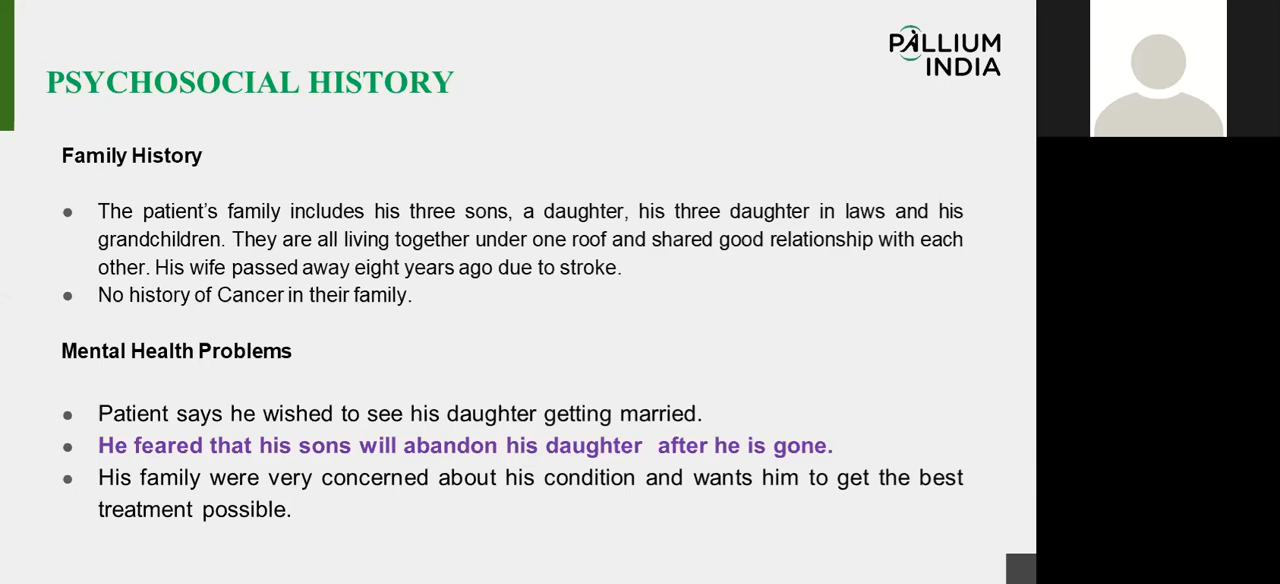 PALLIUM
INDIA
PSYCHOSOCIAL HISTORY
Family History
● The patient's family includes his three sons, a daughter, his three daughter in laws and his
grandchildren. They are all living together under one roof and shared good relationship with each
other. His wife passed away eight years ago due to stroke.
● No history of Cancer in their family.
Mental Health Problems
● Patient says he wished to see his daughter getting married.
● He feared that his sons will abandon his daughter after he is gone.
● His family were very concerned about his condition and wants him to get the best
treatment possible.